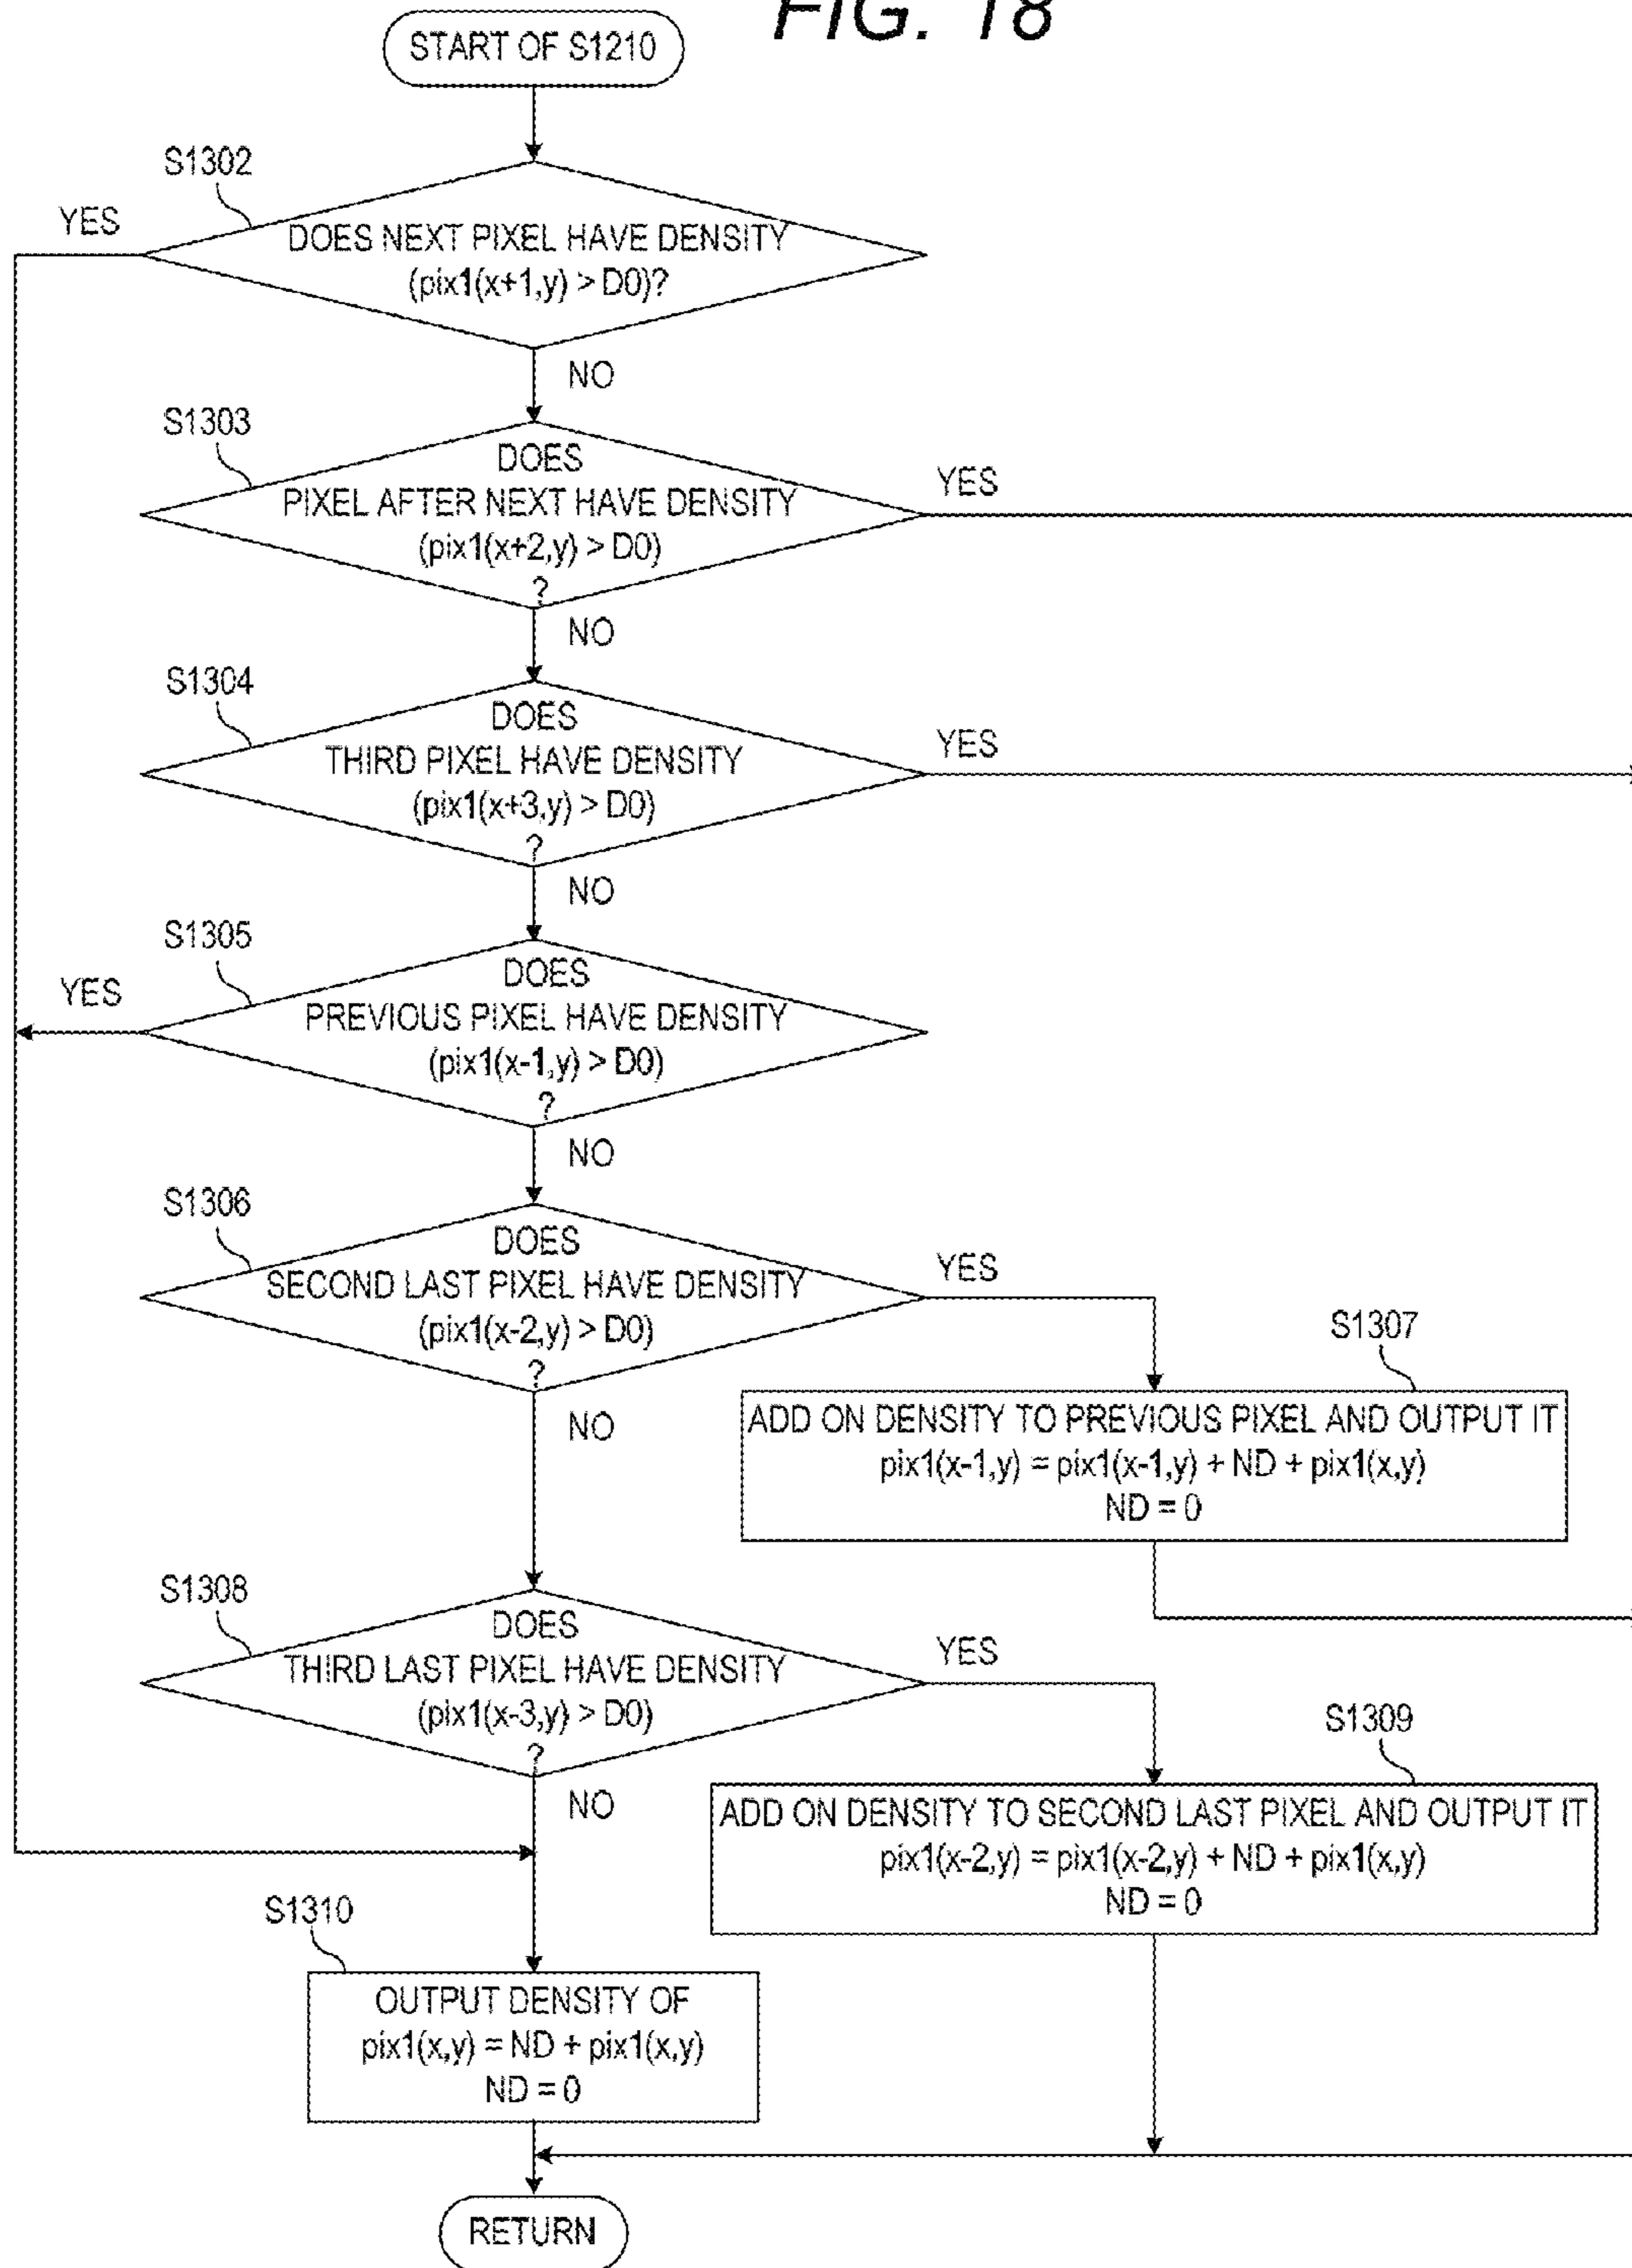 FIG. 18
START OF S1210
S1302
YES
DOES NEXT PIXEL HAVE DENSITY
(pix1(x+1,y) > D0)?
NO
S1303
DOES
PIXEL AFTER NEXT HAVE DENSITY
(pix1(x+2,y) > D0)
?
YES
NO
S1304
DOES
THIRD PIXEL HAVE DENSITY
(pix1(x+3,y) > D0)
?
YES
NO
S1305
YES
DOES
PREVIOUS PIXEL HAVE DENSITY
(pix1(x-1,y) > D0)
?
NO
S1306
DOES
SECOND LAST PIXEL HAVE DENSITY
(pix1(x-2,y) > D0)
?
YES
NO
S1307
ADD ON DENSITY TO PREVIOUS PIXEL AND OUTPUT IT
pix1(x-1,y) = pix1(x-1,y) + ND + pix1(x,y)
ND = 0
S1308
DOES
THIRD LAST PIXEL HAVE DENSITY
(pix1(x-3,y) > D0)
?
YES
NO
S1309
ADD ON DENSITY TO SECOND LAST PIXEL AND OUTPUT IT
pix1(x-2,y) = pix1(x-2,y) + ND + pix1(x,y)
ND = 0
S1310
OUTPUT DENSITY OF
pix1(x,y) = ND + pix1(x,y)
ND = 0
RETURN